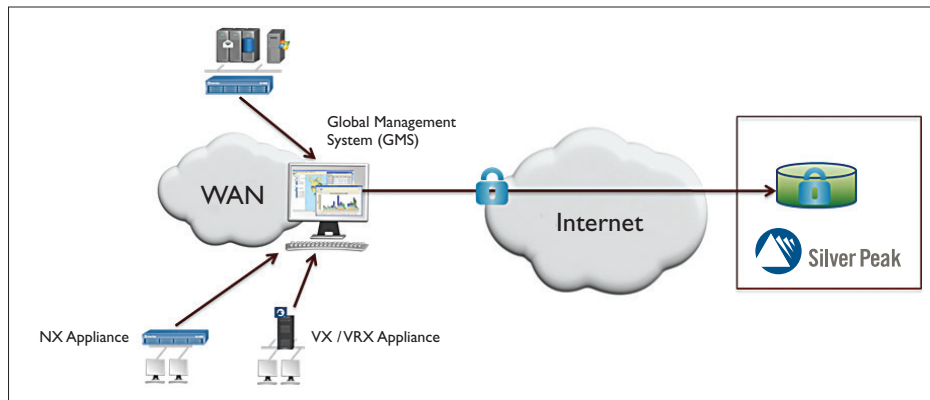 Global Management
System (GMS)
WAN
Internet
Silver Peak
NX Appliance
VX / VRX Appliance